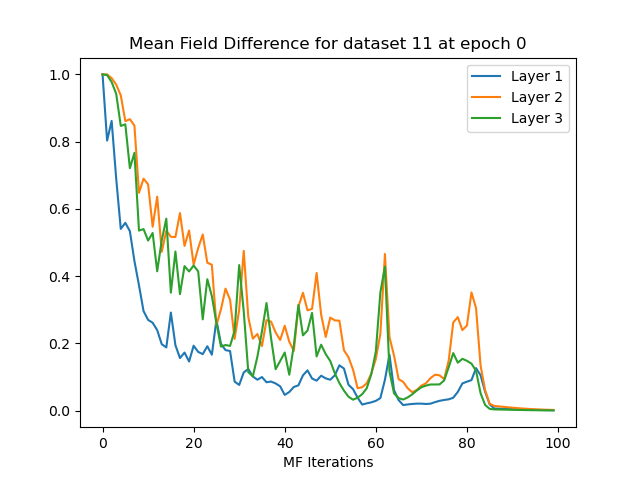 Mean Field Difference for dataset 11 at epoch 0
Layer 1
Layer 2
Layer 3
1.0
0.8
0.6
0.4
0.2
0.0
0 20 40 60 80 100
MF Iterations